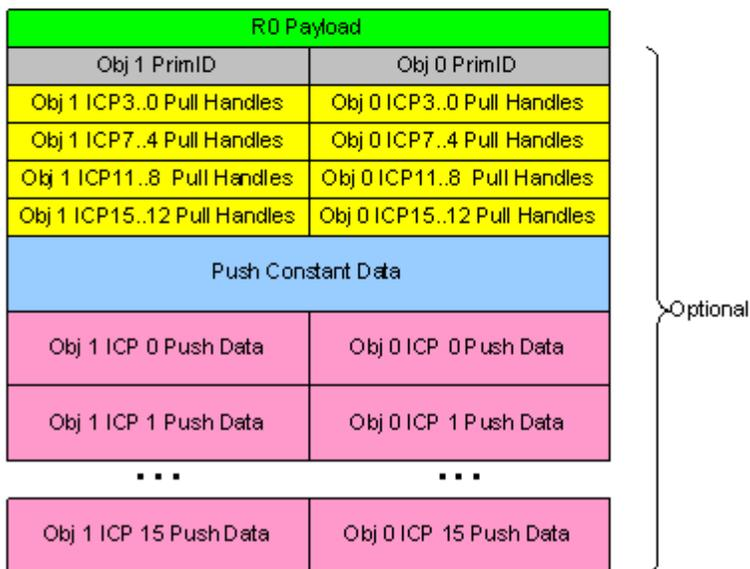 R0 Payload
Obj 1 PrimID Obj 0 PrimID
Obj 1 ICP3..0 Pull Handles Obj 0 ICP3..0 Pull Handles
Obj 1 ICP7..4 Pull Handles Obj 0 ICP7..4 Pull Handles
Obj 1 ICP11..8 Pull Handles Obj 0 ICP11..8 Pull Handles
Obj 1 ICP15..12 Pull Handles Obj 0 ICP15..12 Pull Handles
Push Constant Data
Optional
Obj 1 ICP 0 Push Data Obj 0 ICP 0 Push Data
Obj 1 ICP 1 Push Data Obj 0 ICP 1 Push Data
... ...
Obj 1 ICP 15 Push Data Obj 0 ICP 15 Push Data